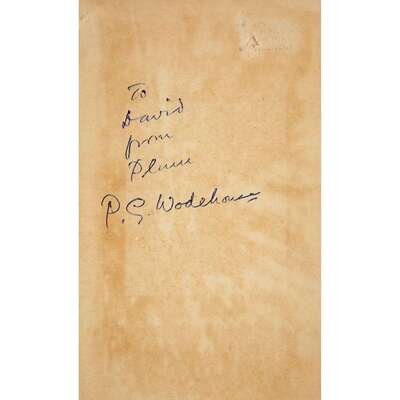 To
David
from
Plum
P. G. Wodehouse